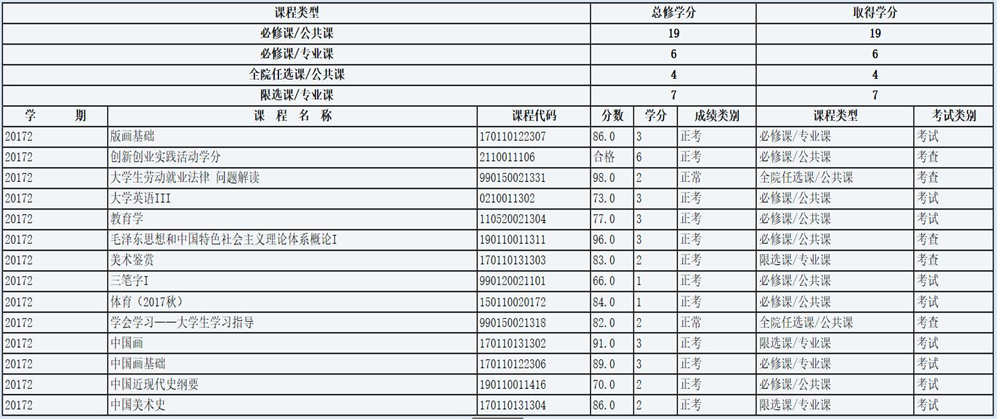 课程类型 总修学分 取得学分
必修课/公共课 19 19
必修课/专业课 6 6
全院任选课/公共课 4 4
限选课/专业课 7 7
学 期 课 程 名 称 课程代码 分数 学分 成绩类别 课程类型 考试类别
20172 版画基础 170110122307 86.0 3 正考 必修课/专业课 考试
20172 创新创业实践活动学分 2110011106 合格 6 正考 必修课/公共课 考查
20172 大学生劳动就业法律 问题解读 990150021331 98.0 2 正常 全院任选课/公共课 考查
20172 大学英语III 0210011302 73.0 3 正考 必修课/公共课 考试
20172 教育学 110520021304 77.0 3 正考 必修课/公共课 考试
20172 毛泽东思想和中国特色社会主义理论体系概论I 190110011311 96.0 3 正考 必修课/公共课 考查
20172 美术鉴赏 170110131303 83.0 2 正考 限选课/专业课 考查
20172 三笔字I 990120021101 66.0 1 正考 必修课/公共课 考试
20172 体育（2017秋） 150110020172 84.0 1 正考 必修课/公共课 考试
20172 学会学习——大学生学习指导 990150021318 82.0 2 正常 全院任选课/公共课 考查
20172 中国画 170110131302 91.0 3 正考 限选课/专业课 考试
20172 中国画基础 170110122306 89.0 3 正考 必修课/专业课 考试
20172 中国近现代史纲要 190110011416 70.0 2 正考 必修课/公共课 考试
20172 中国美术史 170110131304 86.0 2 正考 限选课/专业课 考试